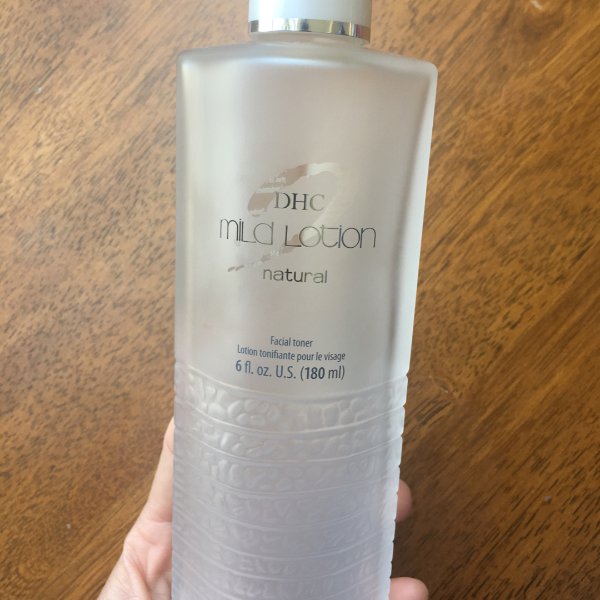 DHC
mild Lotion
natural
Facial toner
Lotion tonifiante pour le visage
6 fl. oz. U.S. (180 ml)